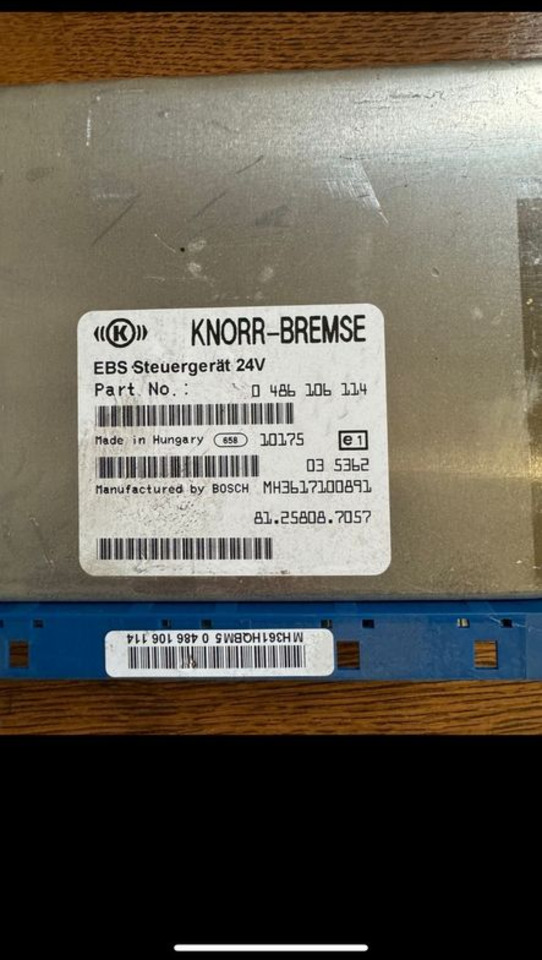 ((K)) KNORR-BREMSE
EBS Steuergerät 24V
Part No.: 0 486 106 114
Made in Hungary 658 10175 e1
03 5362
Manufactured by BOSCH MH3617100891
81.25808.7057
MH361HQBM5 0 486 106 114